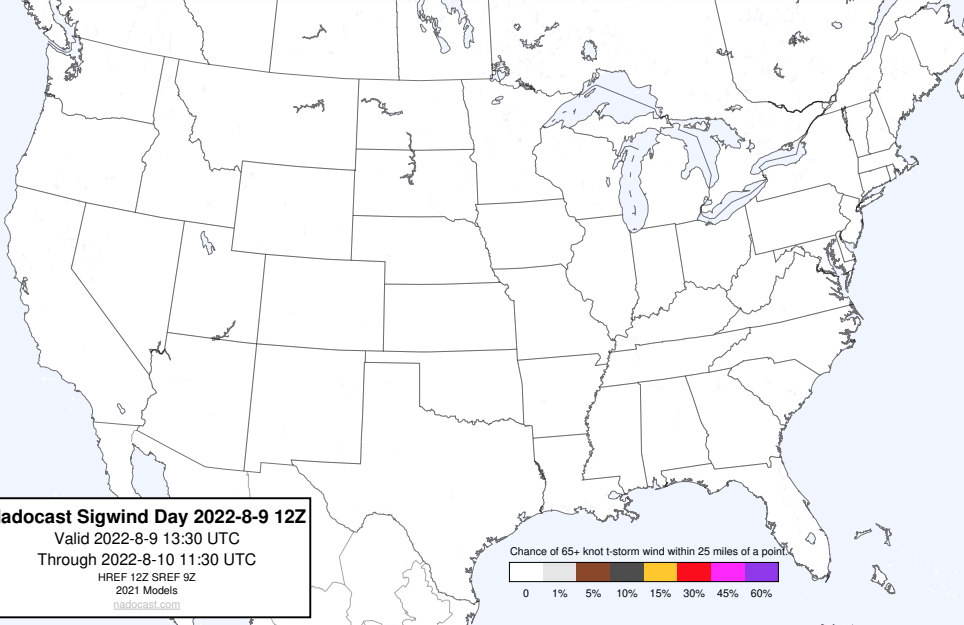 adocast Sigwind Day 2022-8-9 12Z
Valid 2022-8-9 13:30 UTC
Through 2022-8-10 11:30 UTC
HREF 12Z SREF 9Z
2021 Models
nadocast.com
Chance of 65+ knot t-storm wind within 25 miles of a point.
0 1% 5% 10% 15% 30% 45% 60%